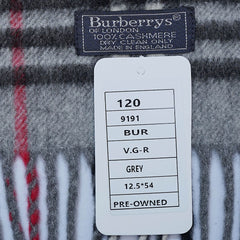 Burberrys
OF LONDON
100% CASHMERE
DRY CLEAN ONLY
MADE IN ENGLAND
120
9191
BUR
V.G-R
GREY
12.5*54
PRE-OWNED